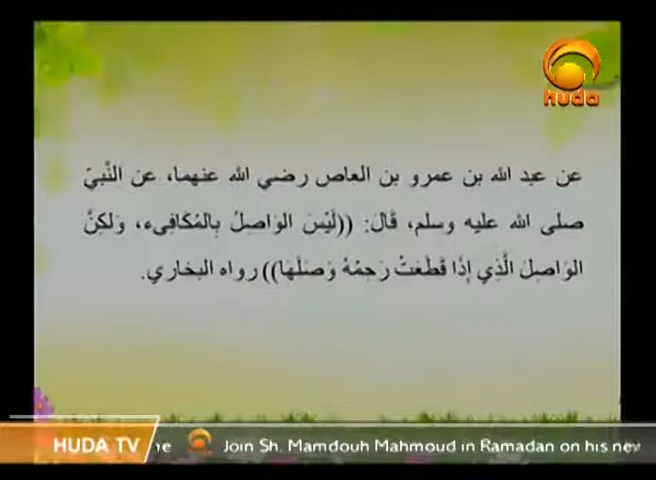 huda
عن عبد الله بن عمرو بن العاص رضي الله عنهما، عن النَّبيّ
صلى الله عليه وسلم، قَالَ: ((لَيْسَ الوَاصِلُ بِالمُكَافِىء، وَلكِنَّ
الوَاصِلَ الَّذِي إِذَا قَطَعَتْ رَحِمُهُ وَصَلَهَا)) رواه البخاري.
HUDA TV
Join Sh. Mamdouh Mahmoud in Ramadan on his new